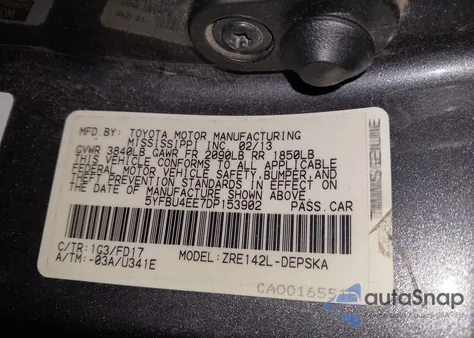 MFD.BY: TOYOTA MOTOR MANUFACTURING
MISSISSIPPI INC. 02/13
GVWR 3840LB GAWR FR 2090LB RR 1850LB
THIS VEHICLE CONFORMS TO ALL APPLICABLE
FEDERAL MOTOR VEHICLE SAFETY,BUMPER,AND
THEFT PREVENTION STANDARDS IN EFFECT ON
THE DATE OF MANUFACTURE SHOWN ABOVE.
5YFBU4EE7DP153902 PASS.CAR
C/TR:1G3/FD17 MODEL:ZRE142L-DEPSKA
A/TM:-03A/U341E
autoSnap